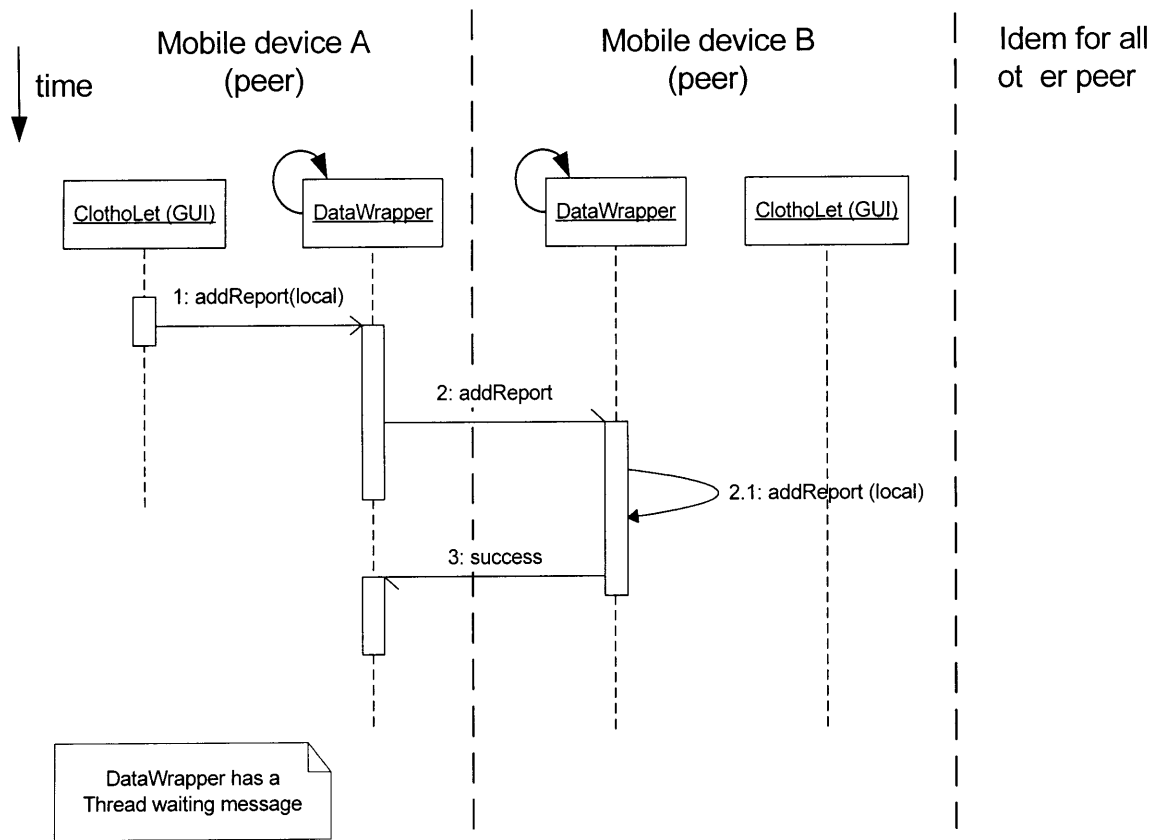 Mobile device A
(peer)
Mobile device B
(peer)
Idem for all
ot er peer
time
ClothoLet (GUI)
DataWrapper
DataWrapper
ClothoLet (GUI)
1: addReport(local)
2: addReport
2.1: addReport (local)
3: success
DataWrapper has a
Thread waiting message